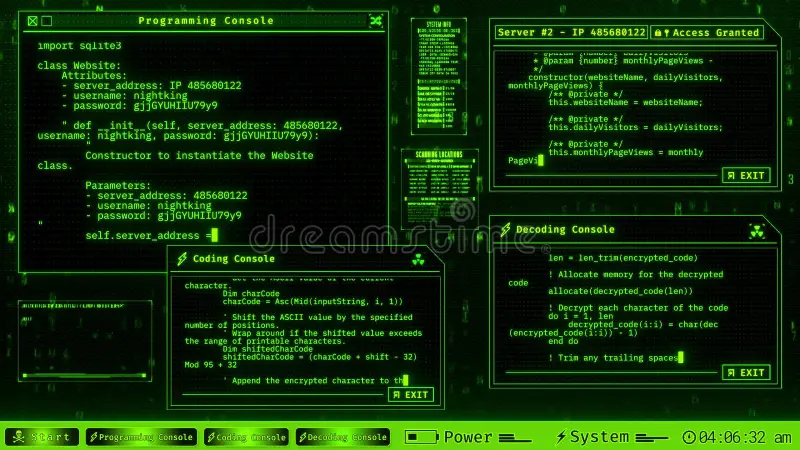 Programming Console
import sqlite3
class Website:
Attributes:
- server_address: IP 485680122
- username: nightking
- password: gjjGYUHIIU79y9
" def __init__(self, server_address: 485680122,
username: nightking, password: gjjGYUHIIU79y9):
"
Constructor to instantiate the Website
class.
Parameters:
- server_address: 485680122
- username: nightking
- password: gjjGYUHIIU79y9
"
self.server_address =
SYSTEM INFO
SCANNING LOCATIONS
Server #2 - IP 485680122
Access Granted
* @param {number} dailyVisitors
* @param {number} monthlyPageViews -
*/
constructor(websiteName, dailyVisitors,
monthlyPageViews) {
/** @private */
this.websiteName = websiteName;
/** @private */
this.dailyVisitors = dailyVisitors;
/** @private */
this.monthlyPageViews = monthly
PageVi
EXIT
dreamstime
Coding Console
' Get the ASCII value of the current
character.
Dim charCode
charCode = Asc(Mid(inputString, i, 1))
' Shift the ASCII value by the specified
number of positions.
' Wrap around if the shifted value exceeds
the range of printable characters.
Dim shiftedCharCode
shiftedCharCode = (charCode + shift - 32)
Mod 95 + 32
' Append the encrypted character to th
EXIT
Decoding Console
len = len_trim(encrypted_code)
! Allocate memory for the decrypted
code
allocate(decrypted_code(len))
! Decrypt each character of the code
do i = 1, len
decrypted_code(i:i) = char(dec
(encrypted_code(i:i)) - 1)
end do
! Trim any trailing spaces
EXIT
Start
Programming Console
Coding Console
Decoding Console
Power
System
04:06:32 am